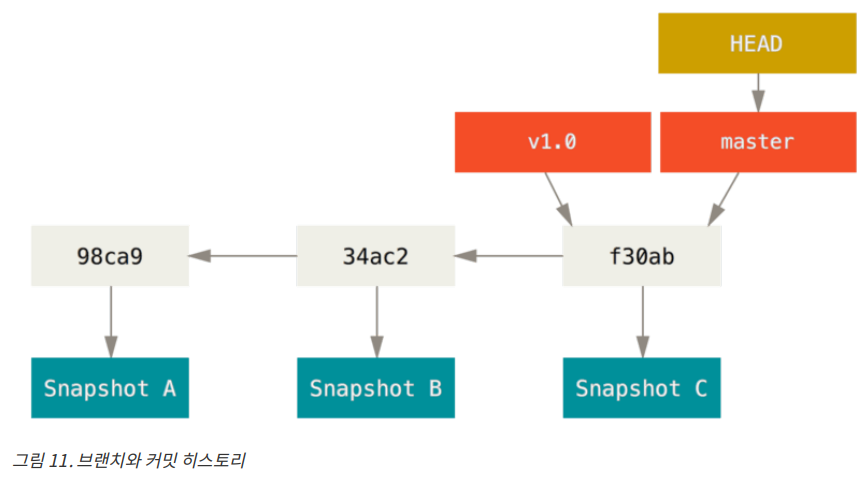 HEAD
v1.0
master
98ca9
34ac2
f30ab
Snapshot A
Snapshot B
Snapshot C
그림 11. 브랜치와 커밋 히스토리